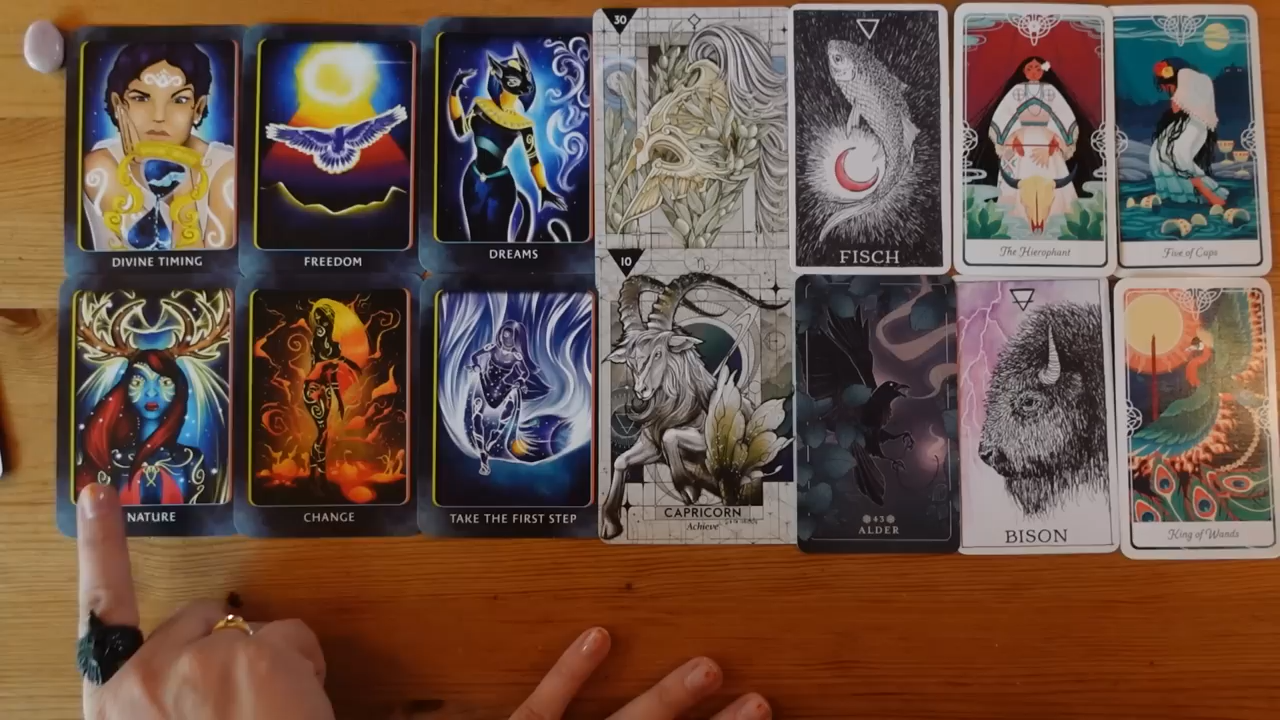 DIVINE TIMING
FREEDOM
DREAMS
30
FISCH
The Hierophant
Five of Cups
NATURE
CHANGE
TAKE THE FIRST STEP
10
CAPRICORN
Achieve
43
ALDER
BISON
King of Wands